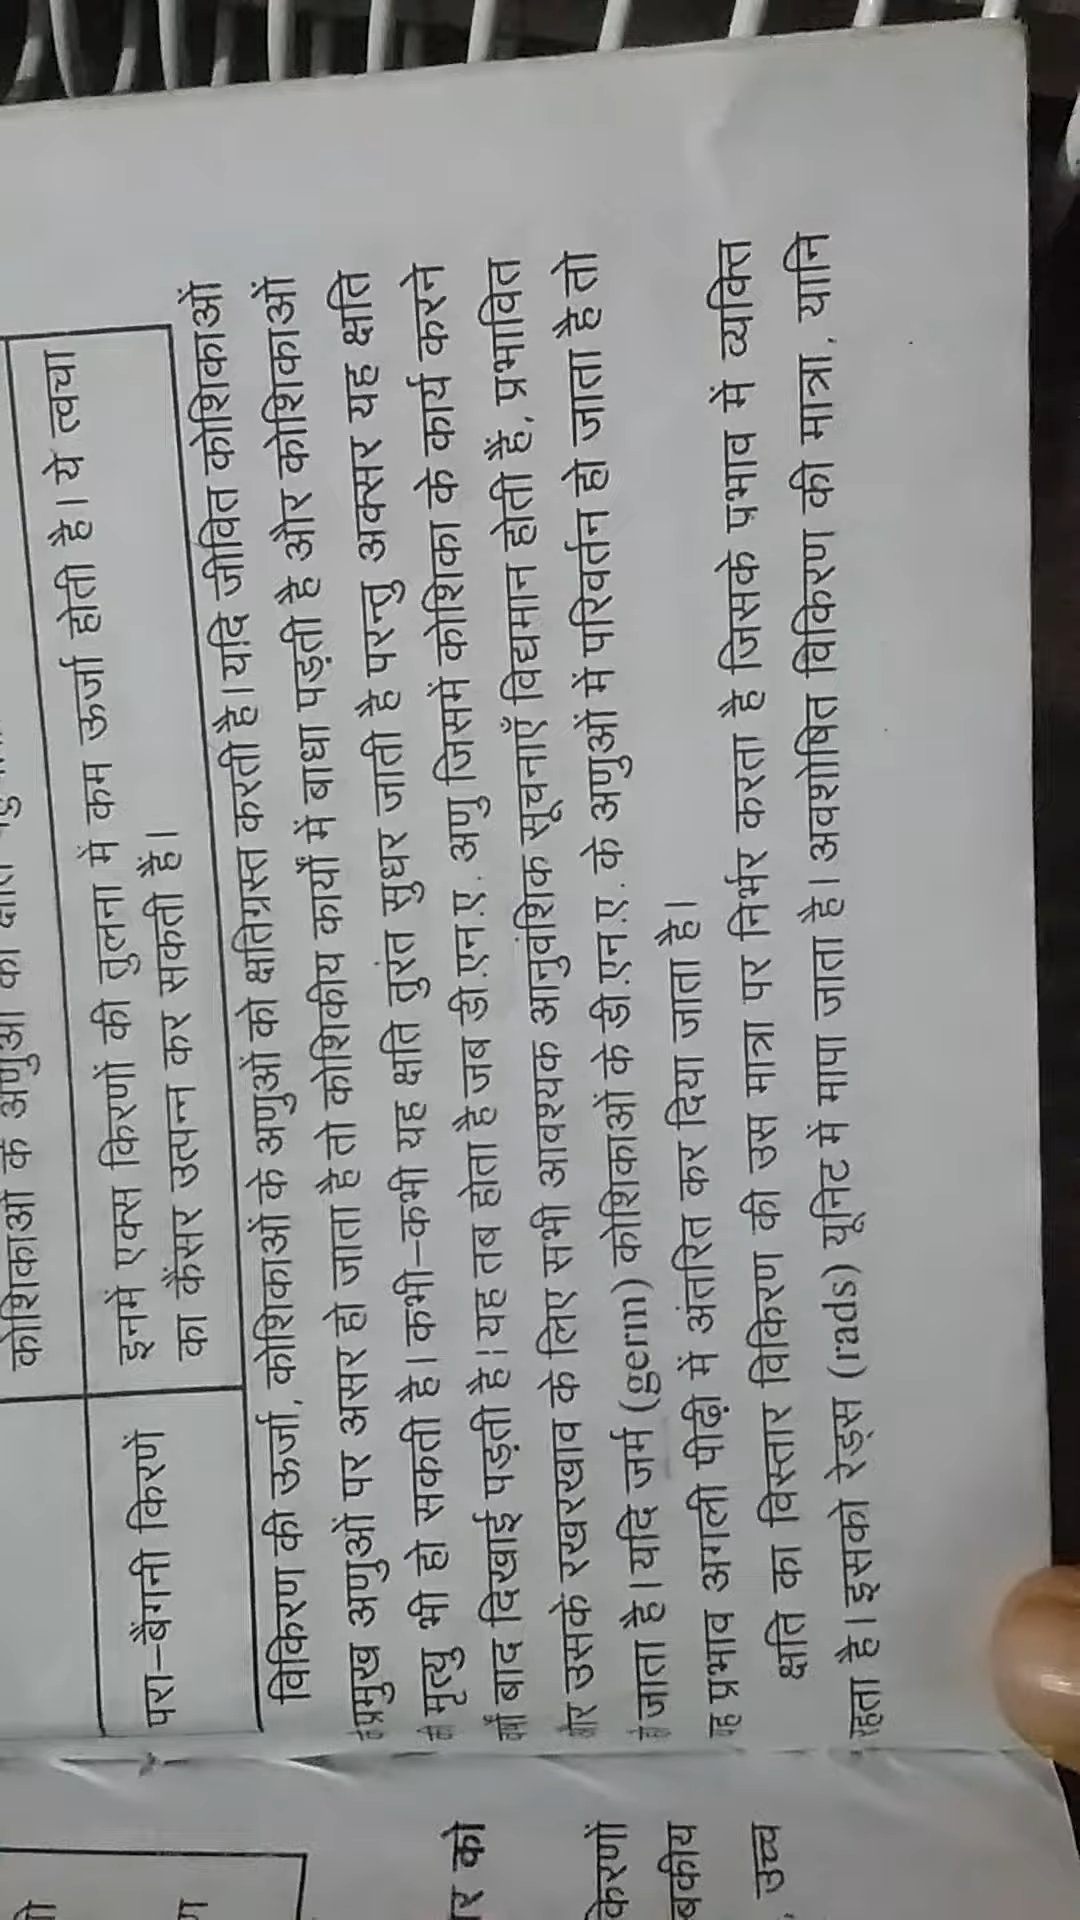 कोशिकाओं के अणुओं को
परा–बैंगनी किरणें
इनमें एक्स किरणों की तुलना में कम ऊर्जा होती है। ये त्वचा
का कैंसर उत्पन्न कर सकती हैं।
विकिरण की ऊर्जा, कोशिकाओं के अणुओं को क्षतिग्रस्त करती है। यदि जीवित कोशिकाओं
प्रमुख अणुओं पर असर हो जाता है तो कोशिकीय कार्यों में बाधा पड़ती है और कोशिकाओं
मृत्यु भी हो सकती है। कभी–कभी यह क्षति तुरंत सुधर जाती है परन्तु अक्सर यह क्षति
बाद दिखाई पड़ती है। यह तब होता है जब डी.एन.ए. अणु जिसमें कोशिका के कार्य करने
उसके रखरखाव के लिए सभी आवश्यक आनुवंशिक सूचनाएँ विद्यमान होती हैं, प्रभावित
जाता है। यदि जर्म (germ) कोशिकाओं के डी.एन.ए. के अणुओं में परिवर्तन हो जाता है तो
प्रभाव अगली पीढ़ी में अंतरित कर दिया जाता है।
क्षति का विस्तार विकिरण की उस मात्रा पर निर्भर करता है जिसके प्रभाव में व्यक्ति
रहता है। इसको रेड्स (rads) यूनिट में मापा जाता है। अवशोषित विकिरण की मात्रा, यानि
को
उच्च